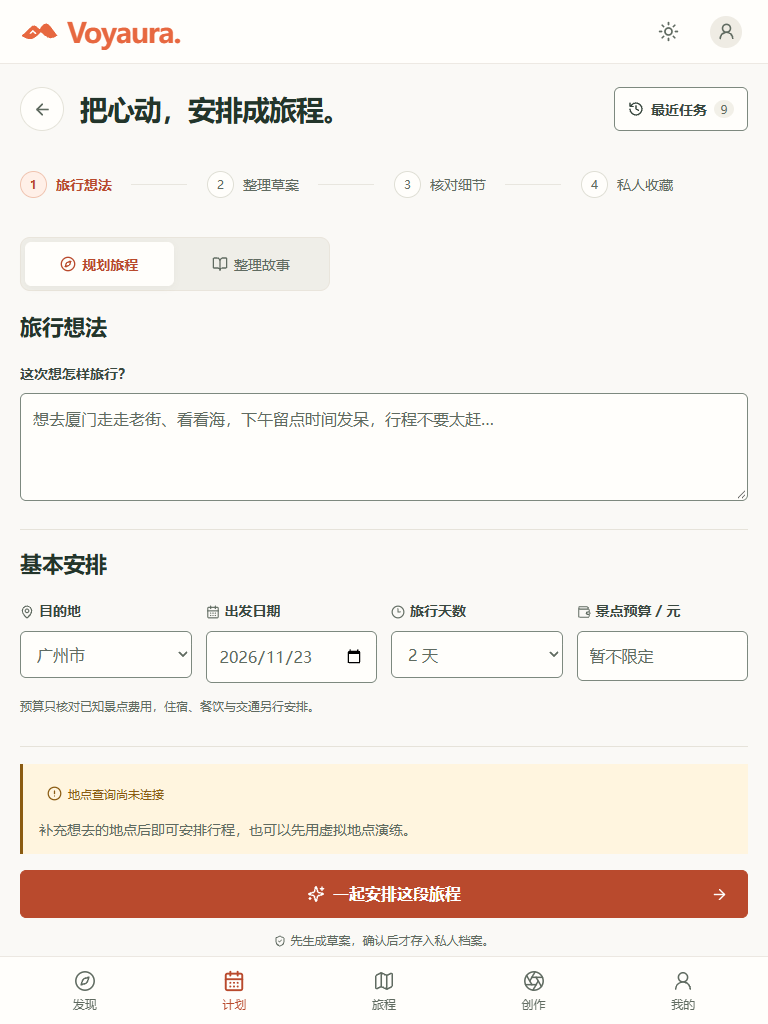 Voyaura.
把心动，安排成旅程。
最近任务 9
1 旅行想法 2 整理草案 3 核对细节 4 私人收藏
规划旅程 整理故事
旅行想法
这次想怎样旅行？
想去厦门走走老街、看看海，下午留点时间发呆，行程不要太赶...
基本安排
目的地 出发日期 旅行天数 景点预算 / 元
广州市 2026/11/23 2 天 暂不限定
预算只核对已知景点费用，住宿、餐饮与交通另行安排。
地点查询尚未连接
补充想去的地点后即可安排行程，也可以先用虚拟地点演练。
一起安排这段旅程
先生成草案，确认后才存入私人档案。
发现 计划 旅程 创作 我的